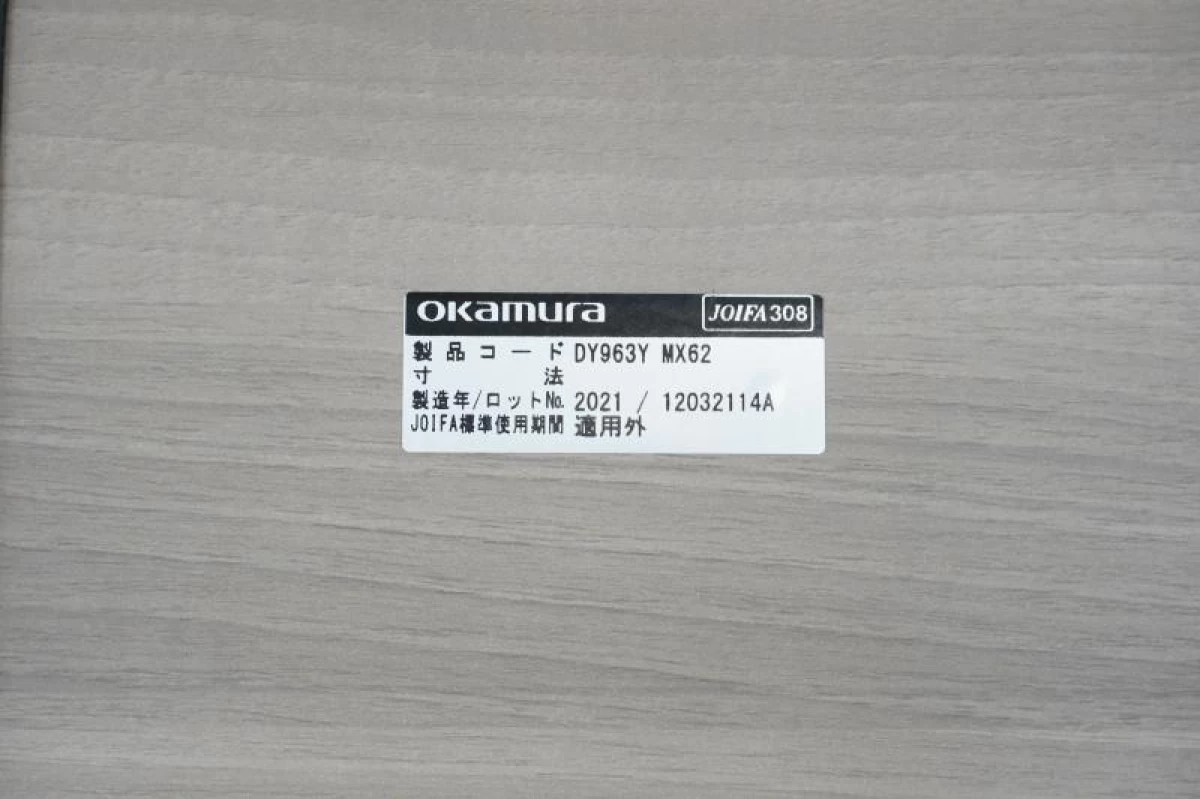 okamura JOIFA308
製品コード DY963Y MX62
寸法
製造年/ロット№ 2021 / 12032114A
JOIFA標準使用期間 適用外